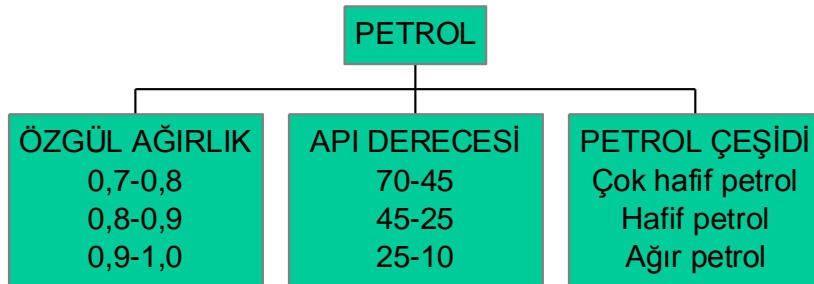 PETROL
ÖZGÜL AĞIRLIK
0,7-0,8
0,8-0,9
0,9-1,0
API DERECESİ
70-45
45-25
25-10
PETROL ÇEŞİDİ
Çok hafif petrol
Hafif petrol
Ağır petrol